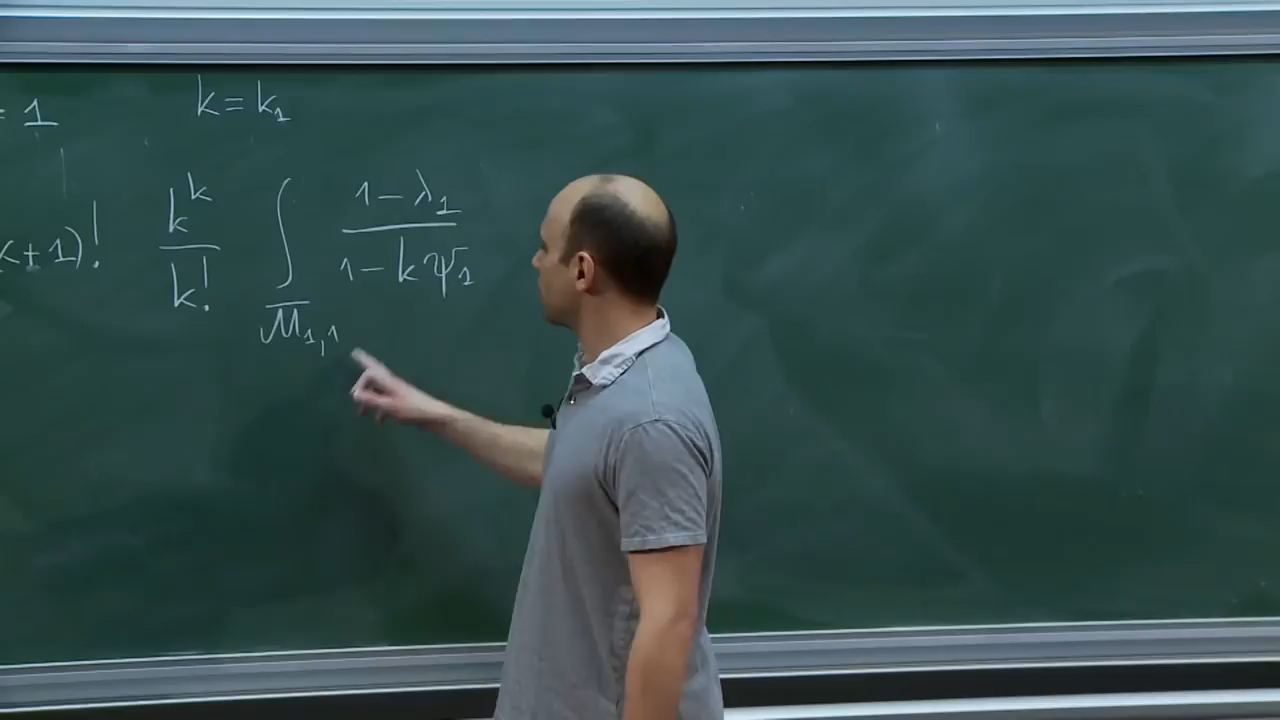 = 1 k = k₁
k+1)! k^k/k! ∫_{M̅_{1,1}} (1 − λ₁)/(1 − kψ₁)